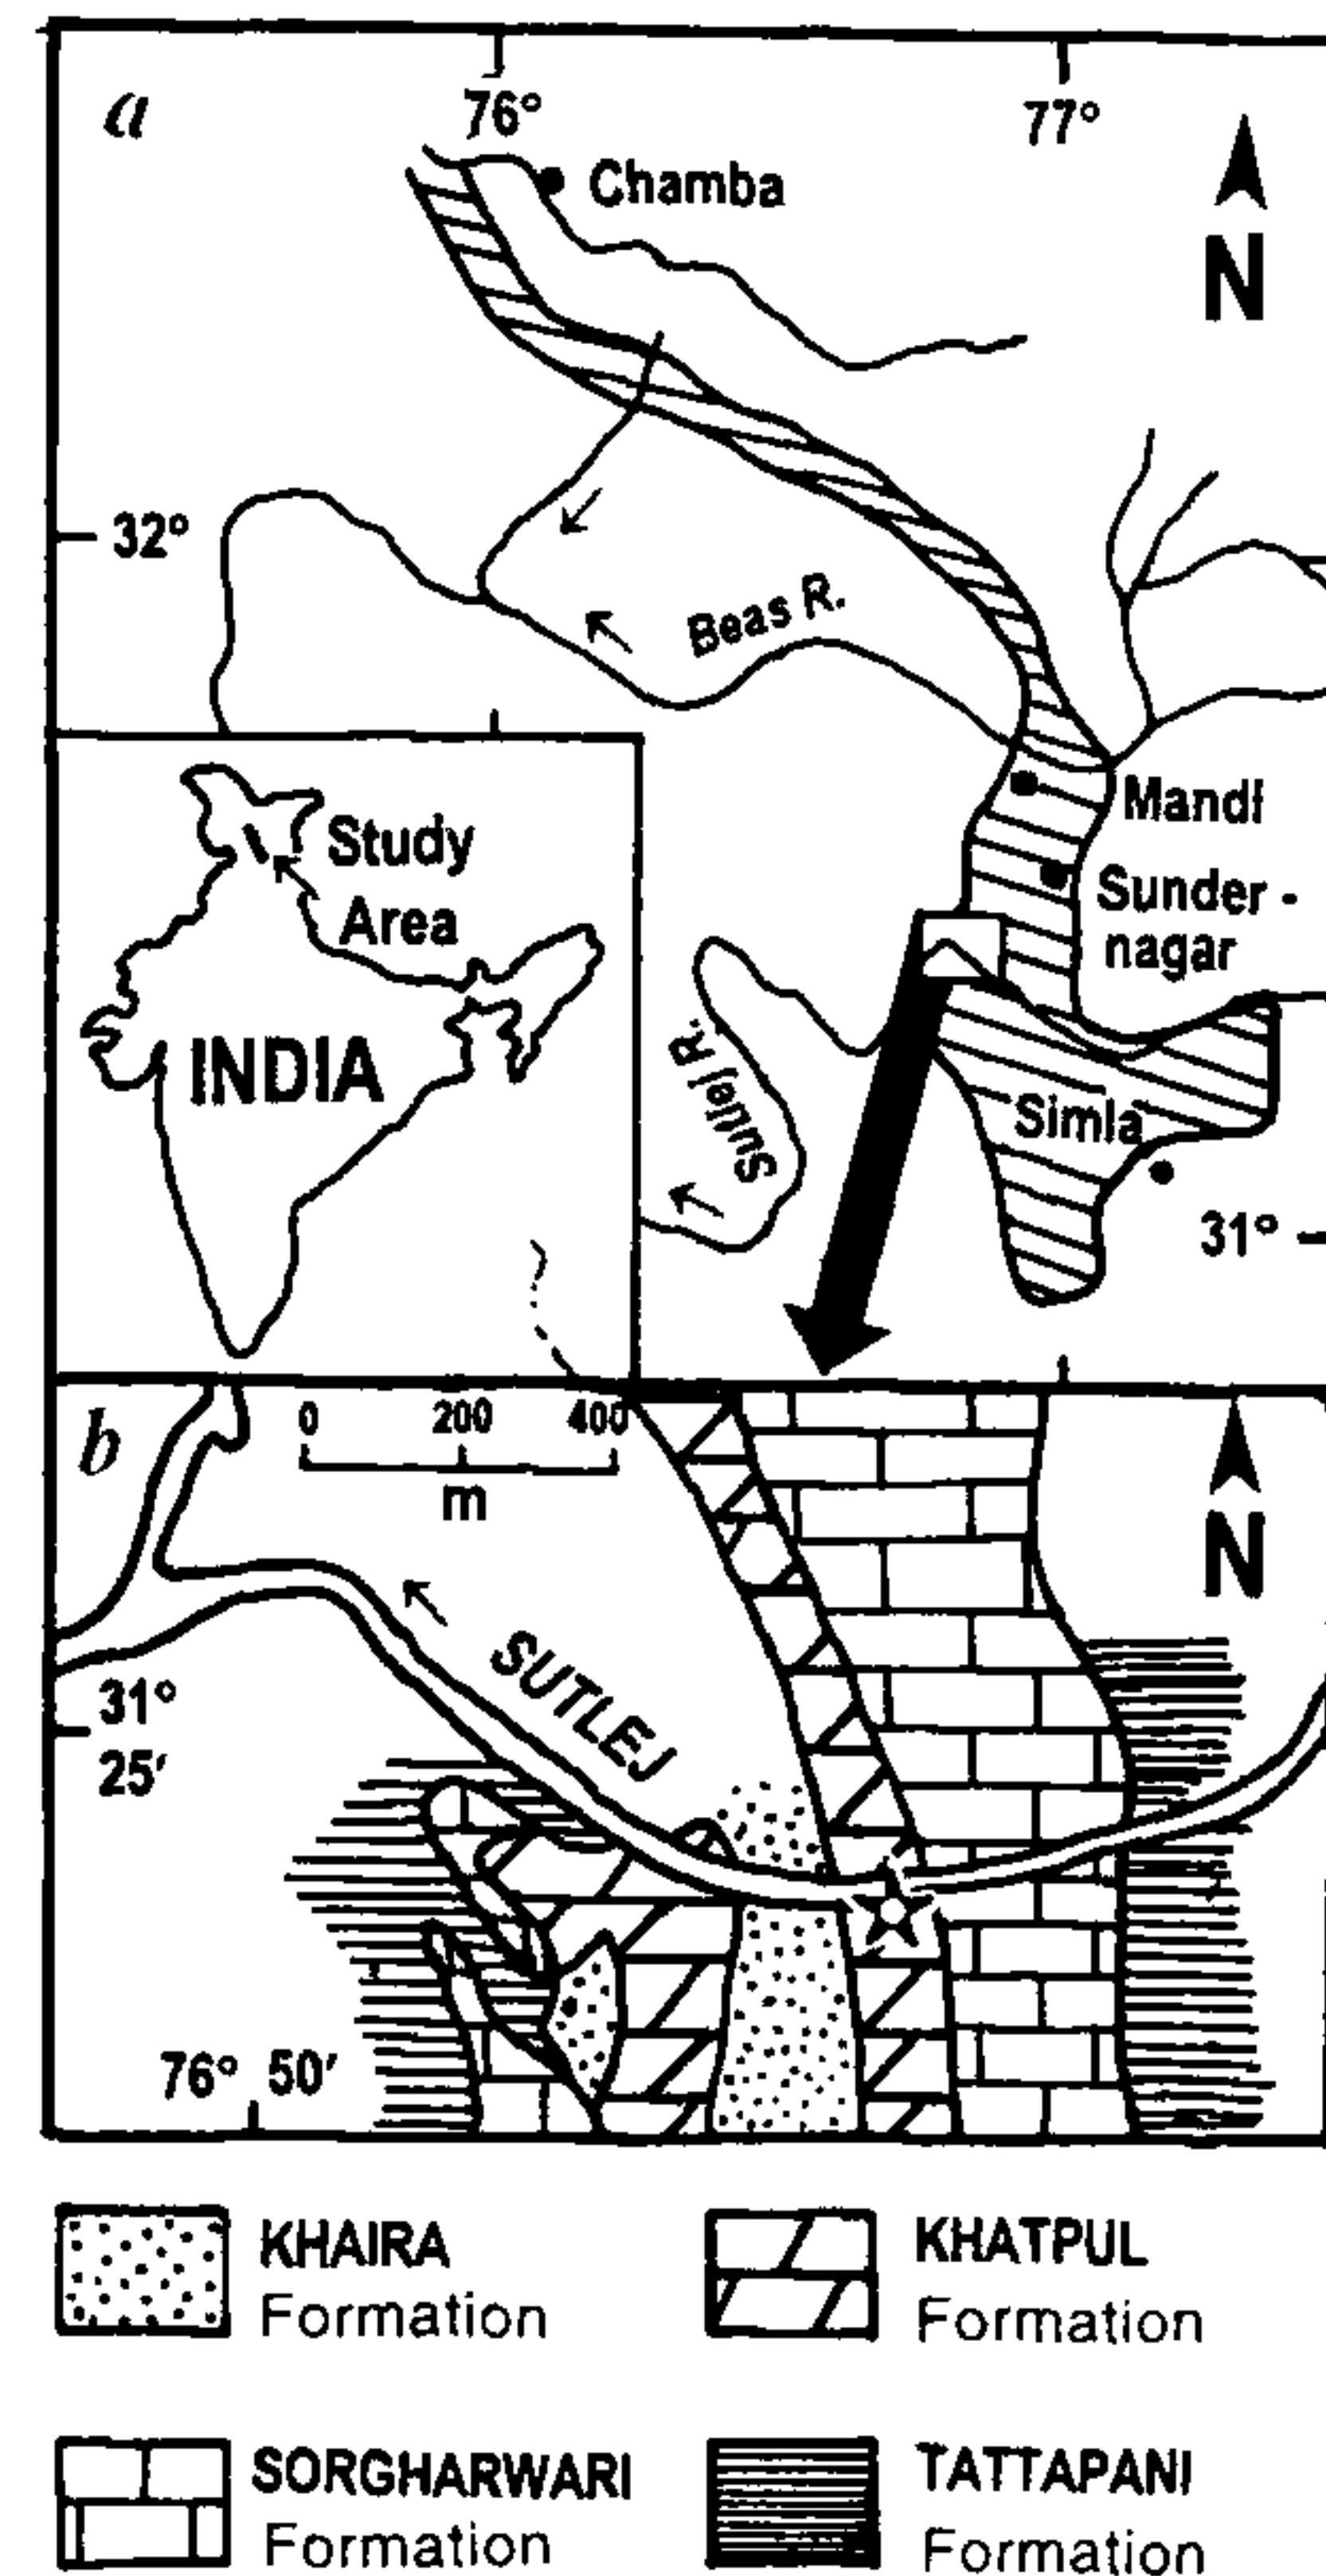 a
76°
77°
Chamba
N
32°
Beas R.
Mandi
Sunder -
nagar
Study
Area
INDIA
Sutlej R.
Simla
31°
b
0 200 400
m
N
SUTLEJ
31°
25'
76° 50'
KHAIRA
Formation
KHATPUL
Formation
SORGHARWARI
Formation
TATTAPANI
Formation